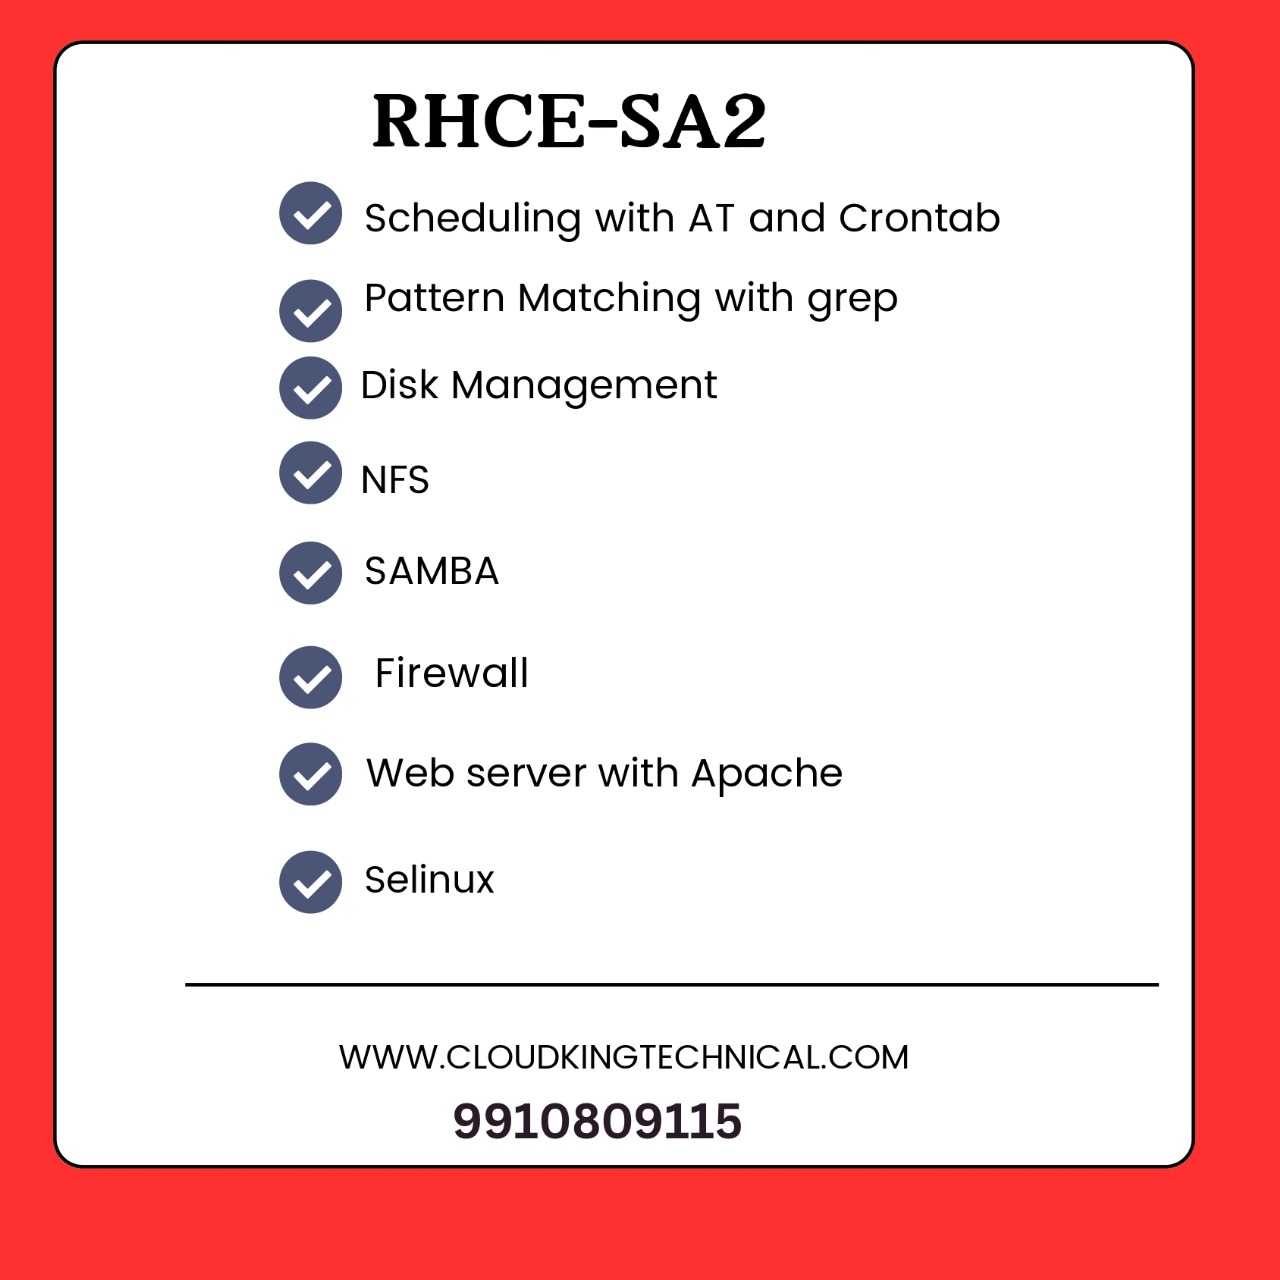 RHCE-SA2
Scheduling with AT and Crontab
Pattern Matching with grep
Disk Management
NFS
SAMBA
Firewall
Web server with Apache
Selinux
WWW.CLOUDKINGTECHNICAL.COM
9910809115